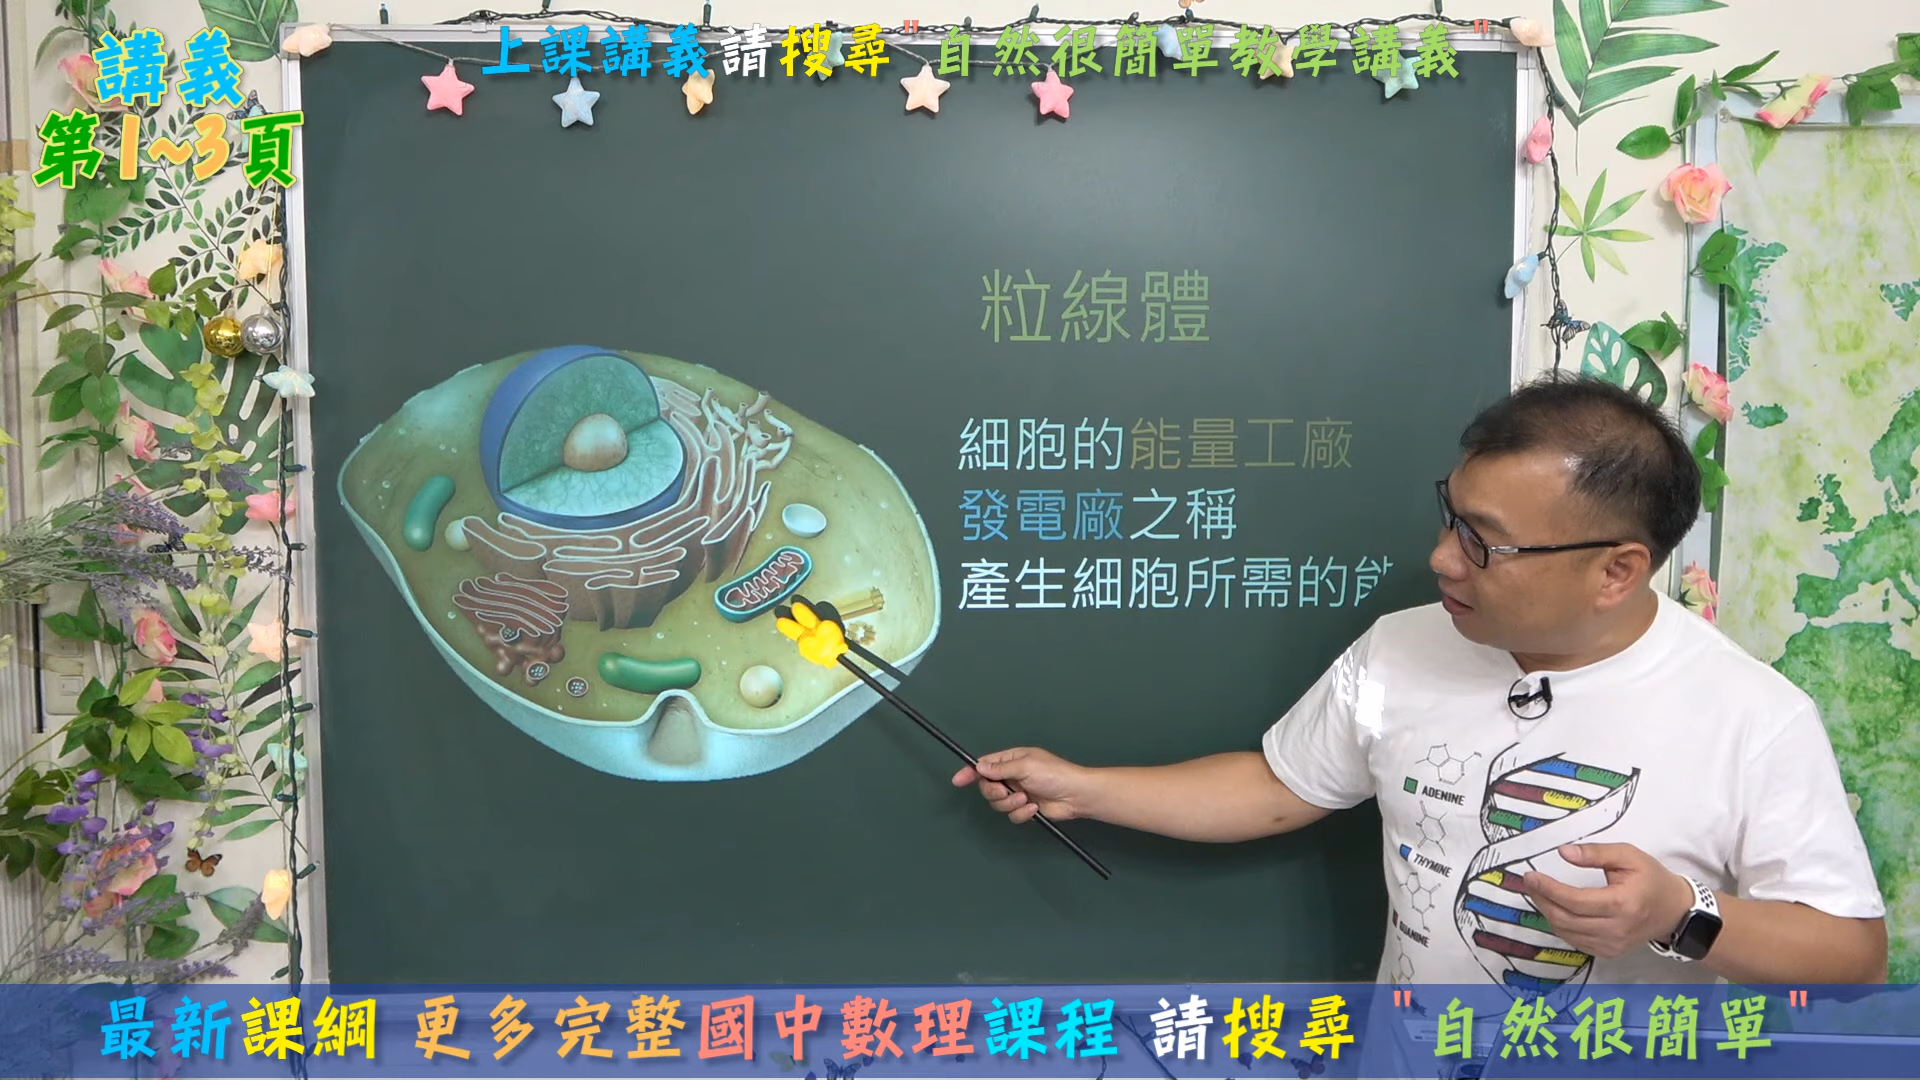 上課講義請搜尋"自然很簡單教學講義"
講義
第1~3頁
粒線體
細胞的能量工廠
發電廠之稱
產生細胞所需的能
ADENINE
THYMINE
GUANINE
最新課綱 更多完整國中數理課程 請搜尋 "自然很簡單"